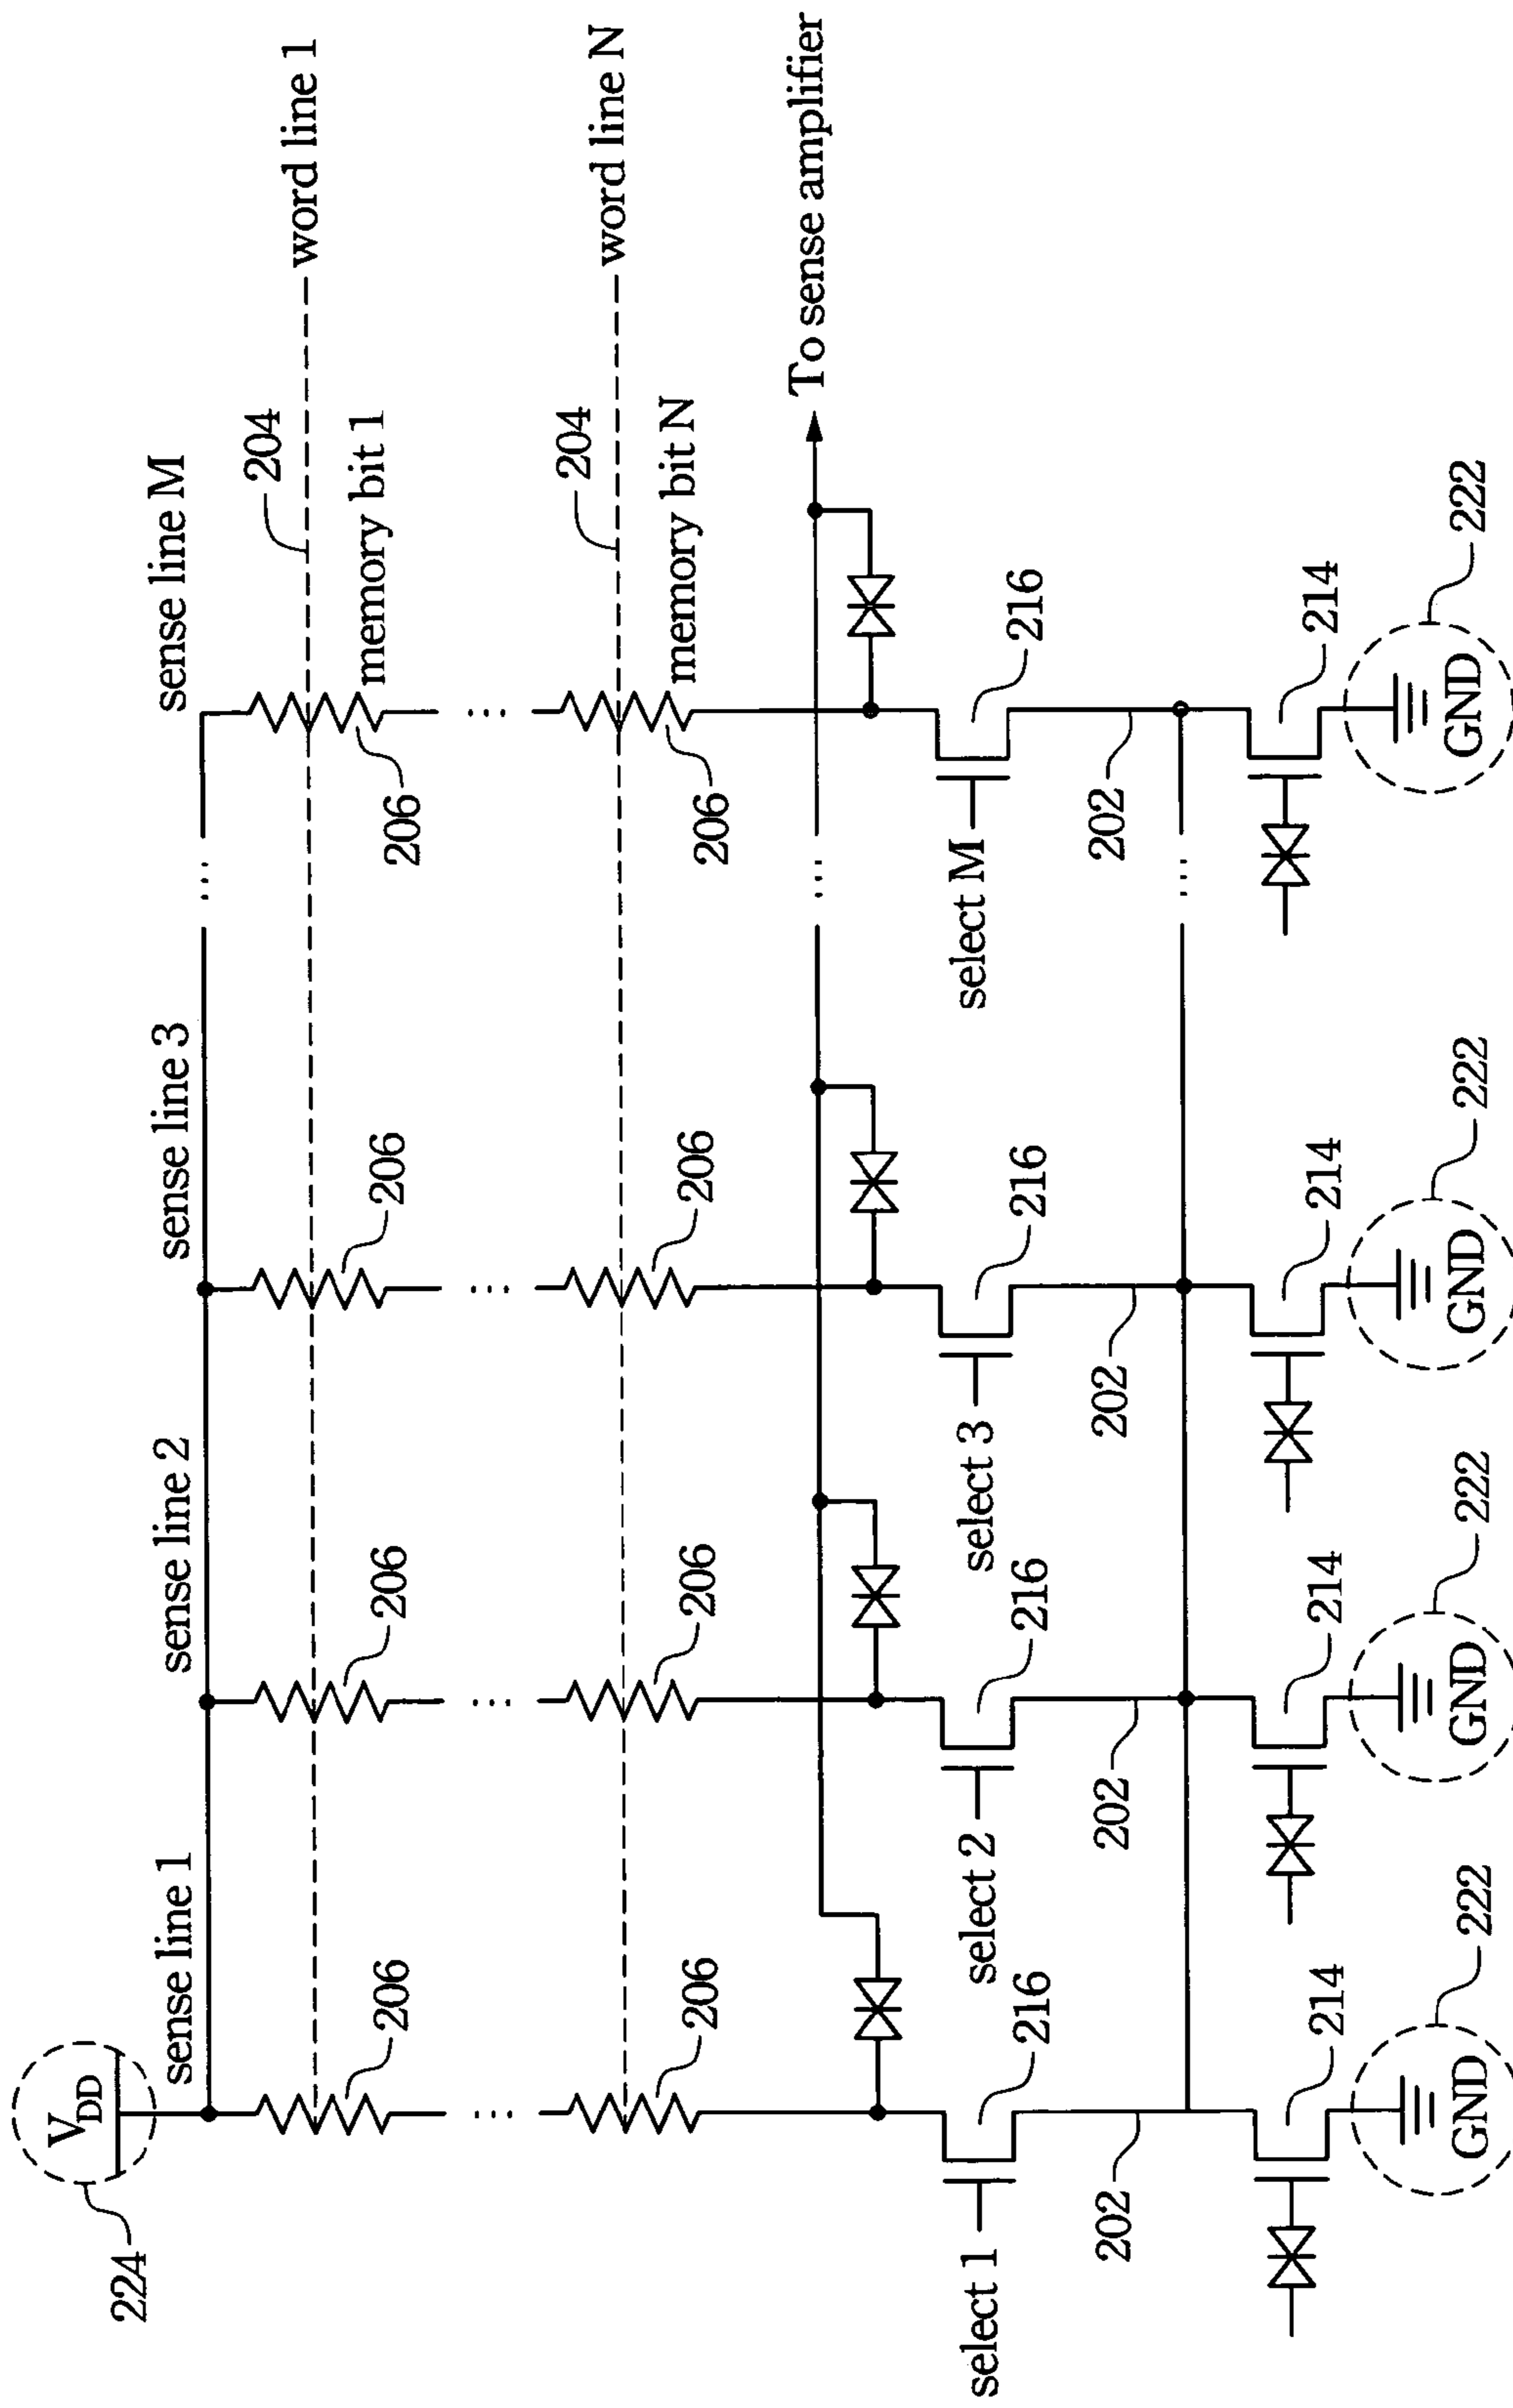 224
V_DD
sense line 1
sense line 2
sense line 3
sense line M
word line 1
204
206
206
206
206
memory bit 1
word line N
204
206
206
206
206
memory bit N
To sense amplifier
select 1
216
select 2
216
select 3
216
select M
216
202
202
202
202
214
214
214
214
GND
222
GND
222
GND
222
GND
222